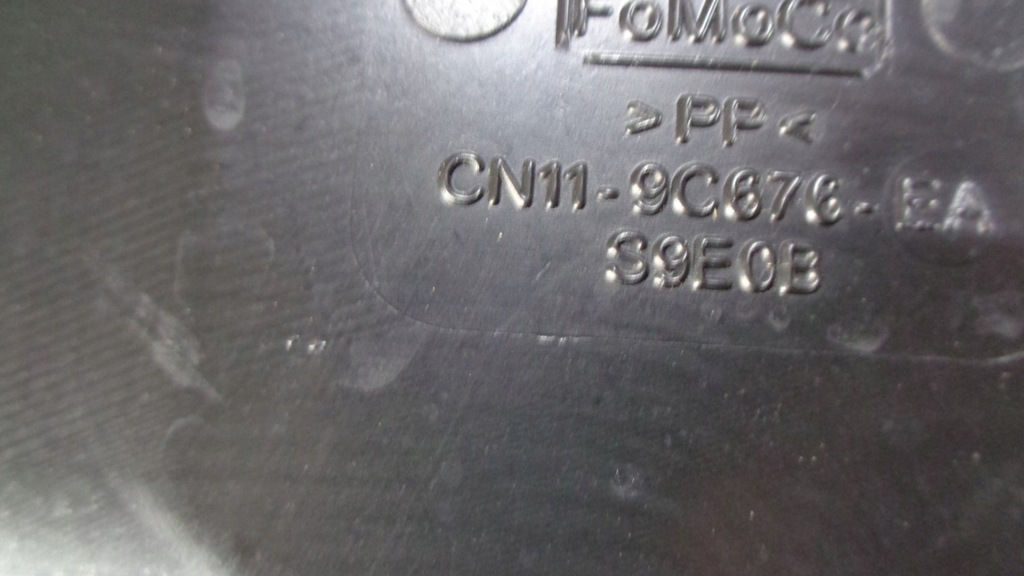 FoMoCo
>PP<
CN11-9C676-EA
S9E0B